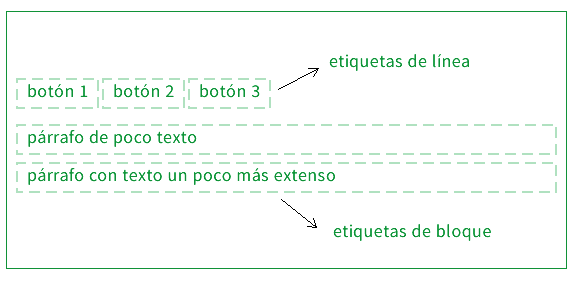 etiquetas de línea
botón 1 botón 2 botón 3
párrafo de poco texto
párrafo con texto un poco más extenso
etiquetas de bloque